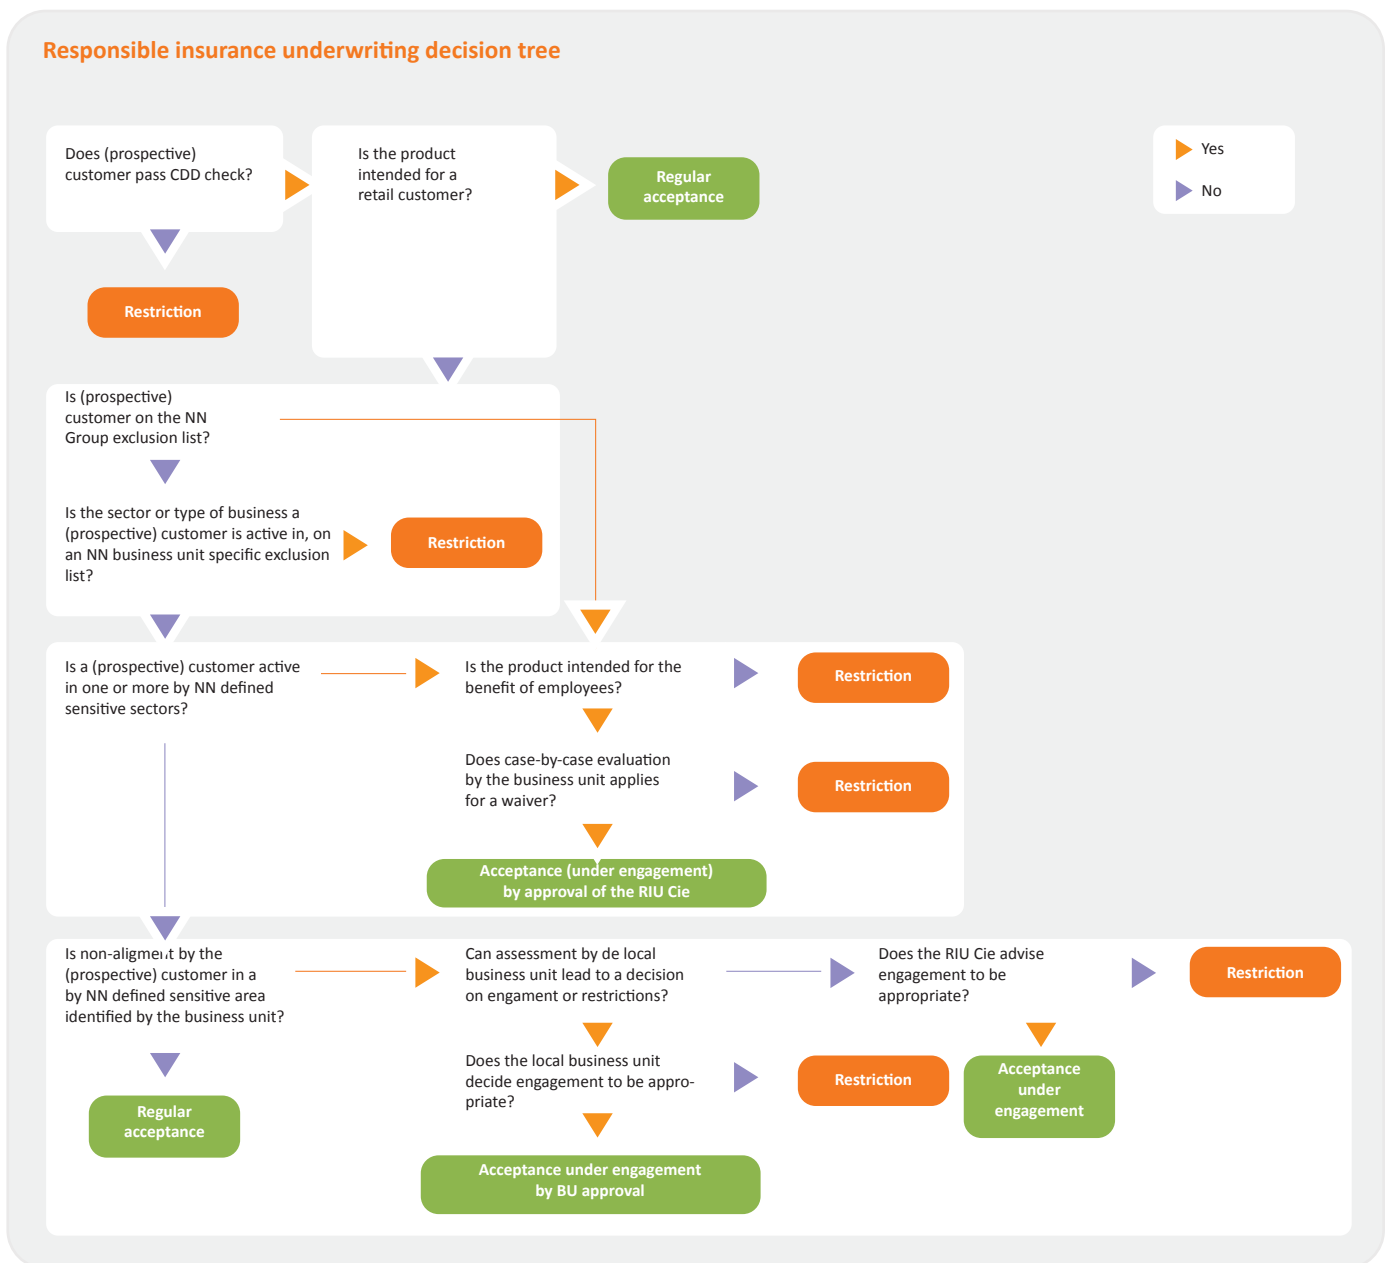 Responsible insurance underwriting decision tree
Does (prospective)
customer pass CDD check?
Is the product
intended for a
retail customer?
Regular
acceptance
Yes
No
Restriction
Is (prospective)
customer on the NN
Group exclusion list?
Is the sector or type of business a
(prospective) customer is active in, on
an NN business unit specific exclusion
list?
Restriction
Is a (prospective) customer active
in one or more by NN defined
sensitive sectors?
Is the product intended for the
benefit of employees?
Restriction
Does case-by-case evaluation
by the business unit applies
for a waiver?
Restriction
Acceptance (under engagement)
by approval of the RIU Cie
Is non-aligment by the
(prospective) customer in a
by NN defined sensitive area
identified by the business unit?
Can assessment by de local
business unit lead to a decision
on engament or restrictions?
Does the RIU Cie advise
engagement to be
appropriate?
Restriction
Regular
acceptance
Does the local business unit
decide engagement to be appro-
priate?
Restriction
Acceptance
under
engagement
Acceptance under engagement
by BU approval